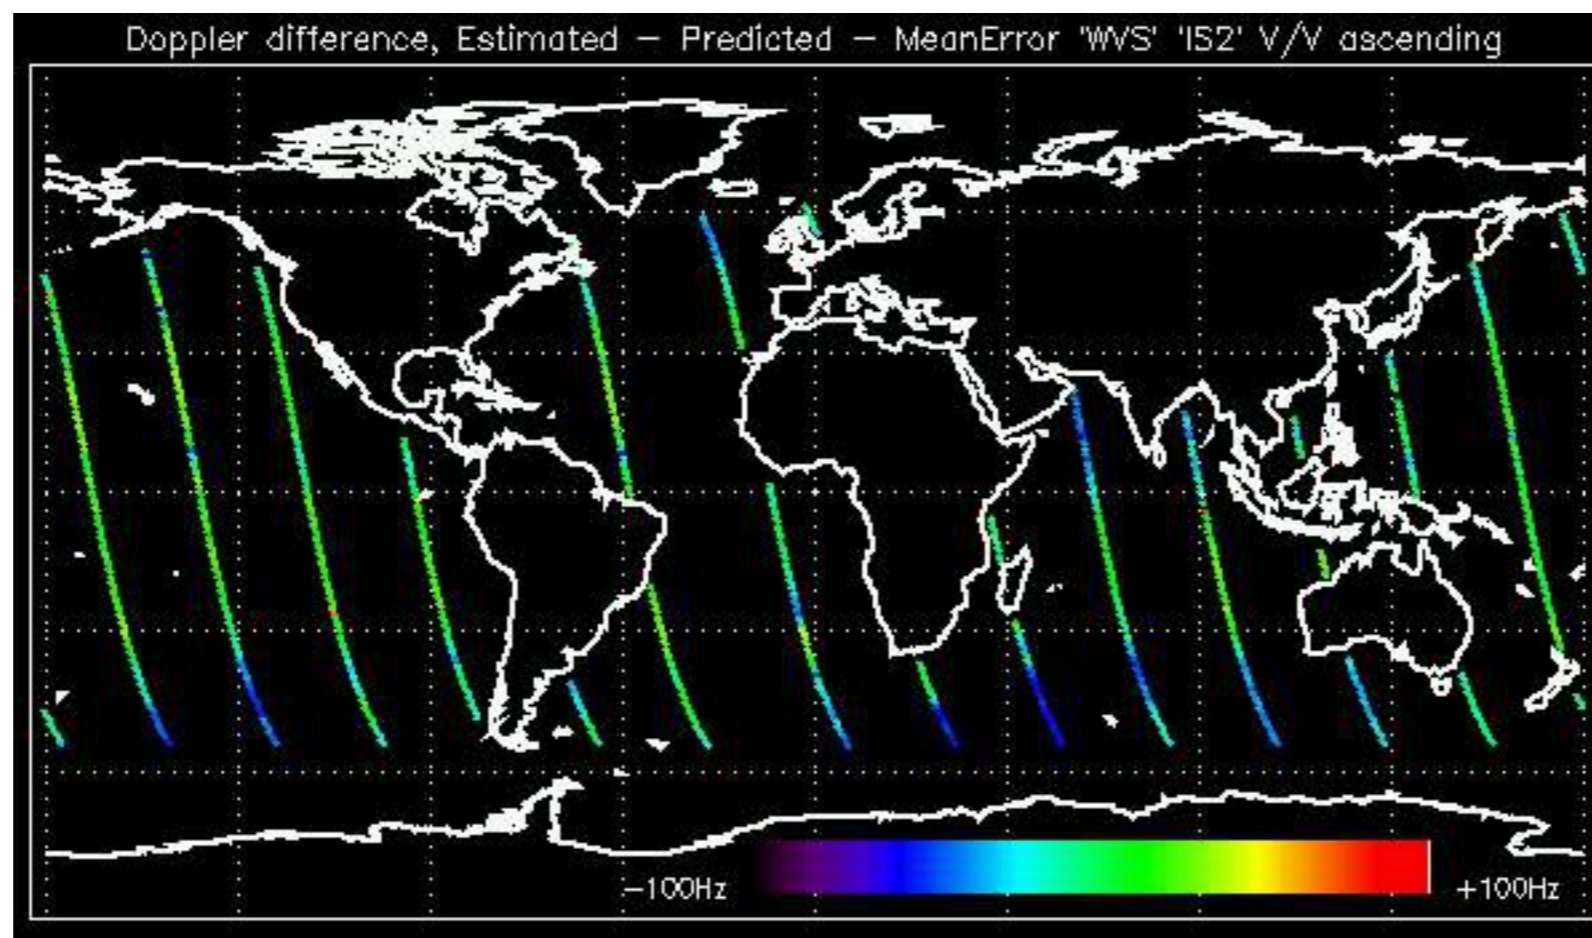 Doppler difference, Estimated – Predicted – MeanError 'WVS' 'IS2' V/V ascending
–100Hz
+100Hz